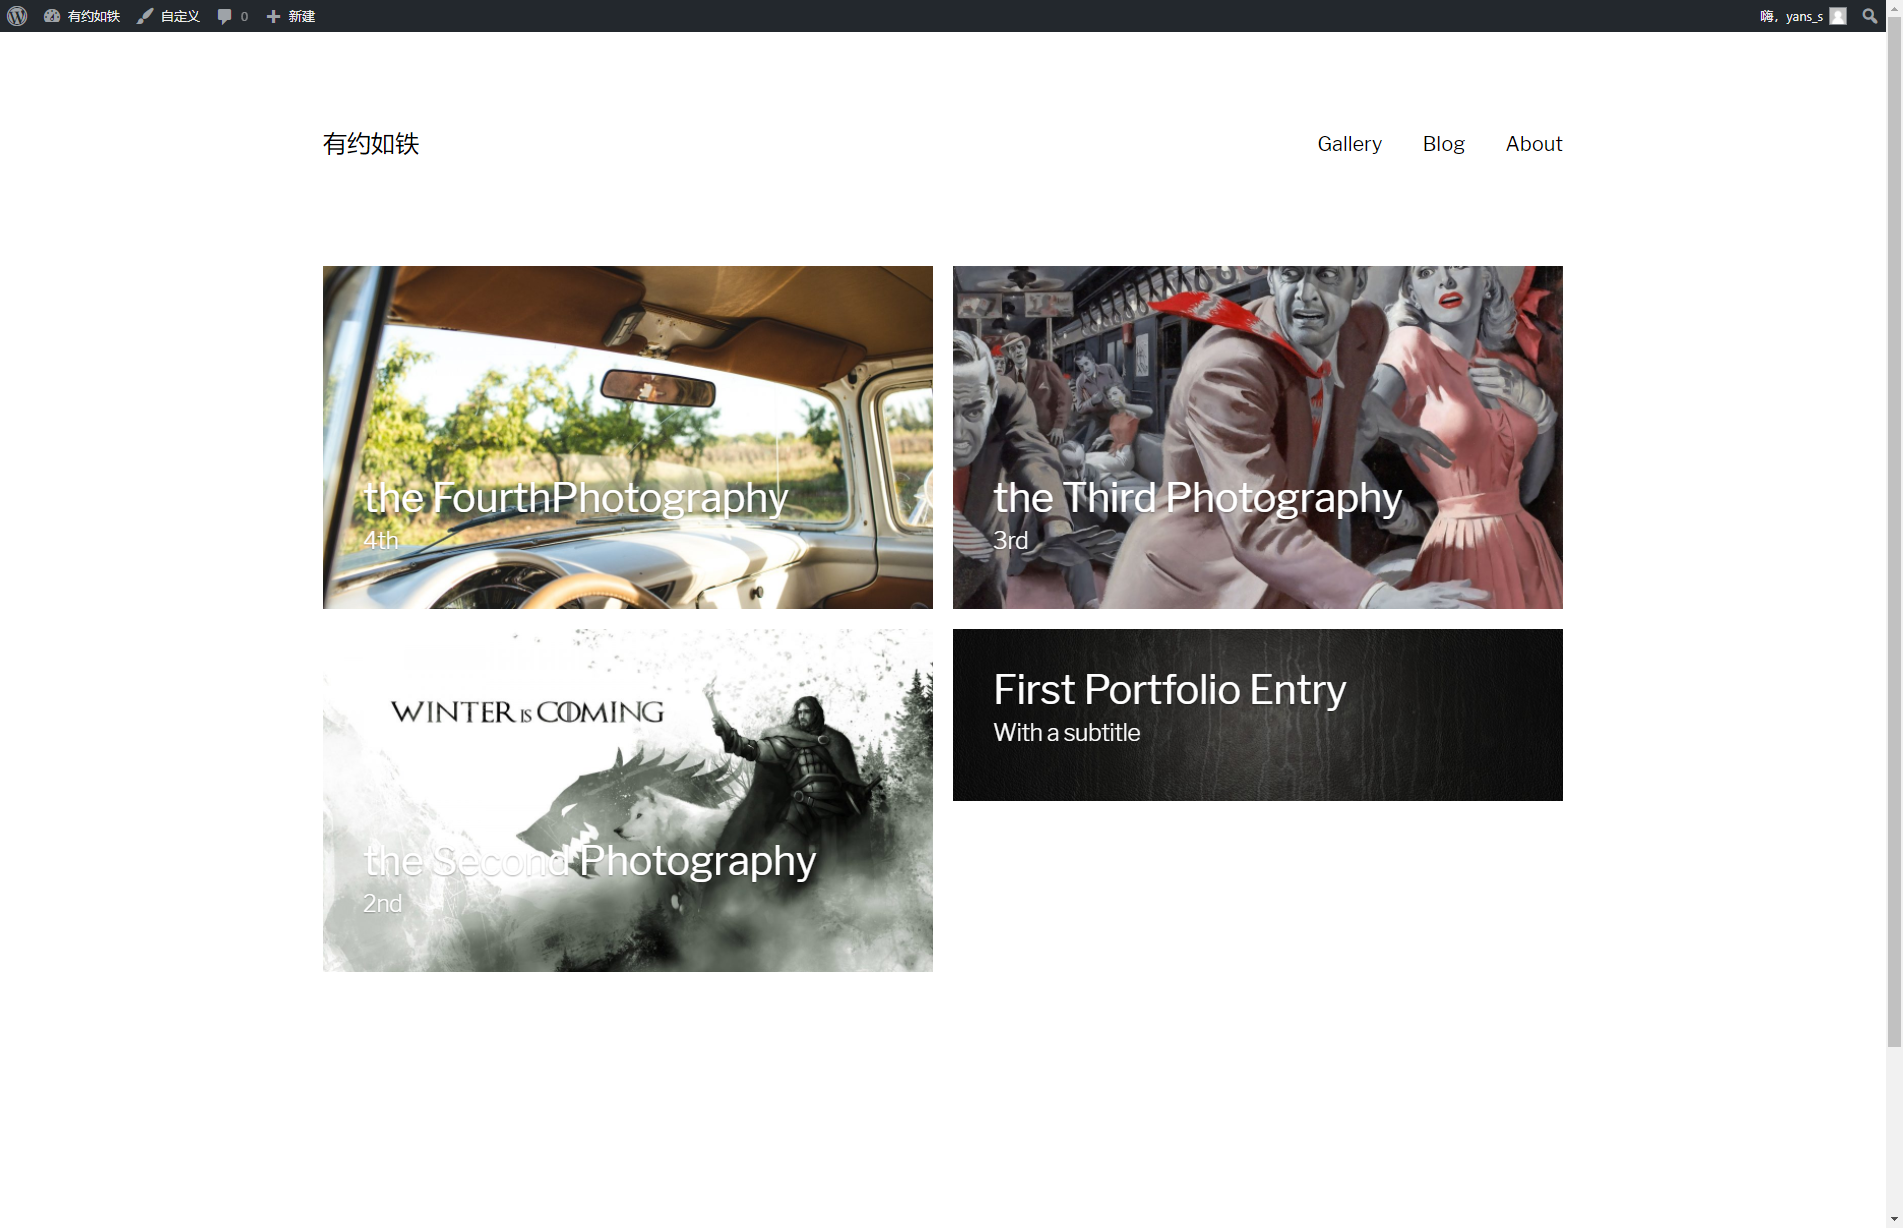 有约如铁 自定义 0 新建 嗨，yans_s
有约如铁 Gallery Blog About
the FourthPhotography
4th
the Third Photography
3rd
WINTER IS COMING
the Second Photography
2nd
First Portfolio Entry
With a subtitle